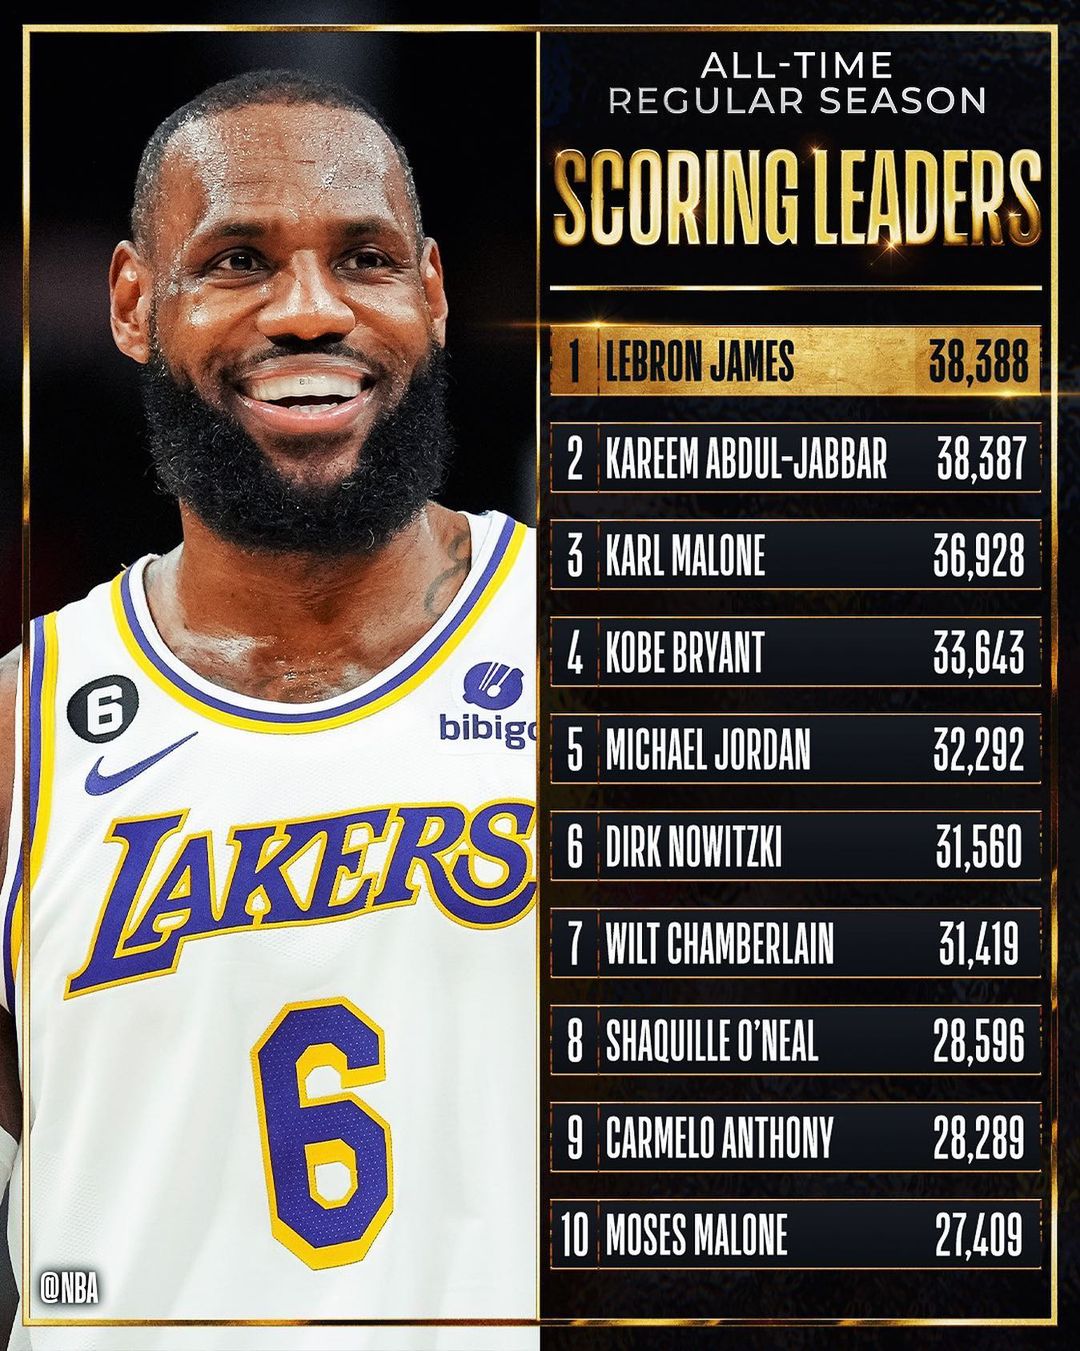 ALL-TIME
REGULAR SEASON
SCORING LEADERS
1 LEBRON JAMES 38,388
2 KAREEM ABDUL-JABBAR 38,387
3 KARL MALONE 36,928
4 KOBE BRYANT 33,643
5 MICHAEL JORDAN 32,292
6 DIRK NOWITZKI 31,560
7 WILT CHAMBERLAIN 31,419
8 SHAQUILLE O'NEAL 28,596
9 CARMELO ANTHONY 28,289
10 MOSES MALONE 27,409
6
bibigo
LAKERS
6
@NBA